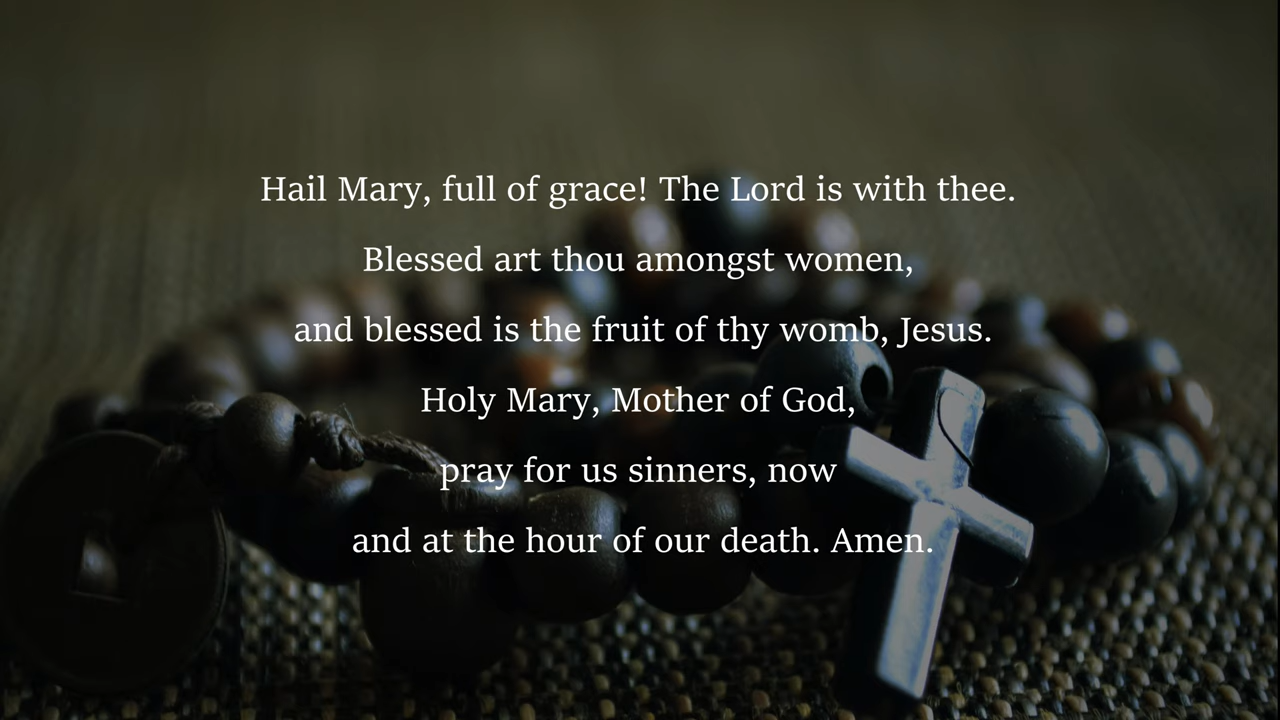 Hail Mary, full of grace! The Lord is with thee.
Blessed art thou amongst women,
and blessed is the fruit of thy womb, Jesus.
Holy Mary, Mother of God,
pray for us sinners, now
and at the hour of our death. Amen.